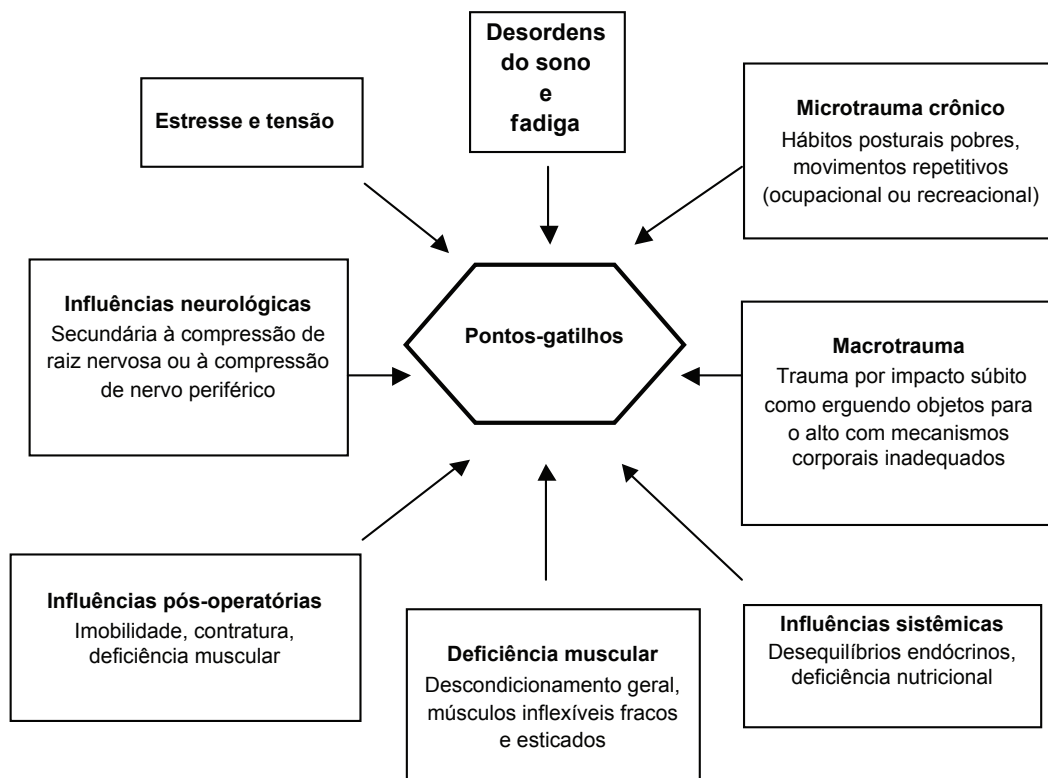 Desordens
do sono
e
fadiga
Estresse e tensão
Microtrauma crônico
Hábitos posturais pobres,
movimentos repetitivos
(ocupacional ou recreacional)
Influências neurológicas
Secundária à compressão de
raiz nervosa ou à compressão
de nervo periférico
Pontos-gatilhos
Macrotrauma
Trauma por impacto súbito
como erguendo objetos para
o alto com mecanismos
corporais inadequados
Influências pós-operatórias
Imobilidade, contratura,
deficiência muscular
Deficiência muscular
Descondicionamento geral,
músculos inflexíveis fracos
e esticados
Influências sistêmicas
Desequilíbrios endócrinos,
deficiência nutricional